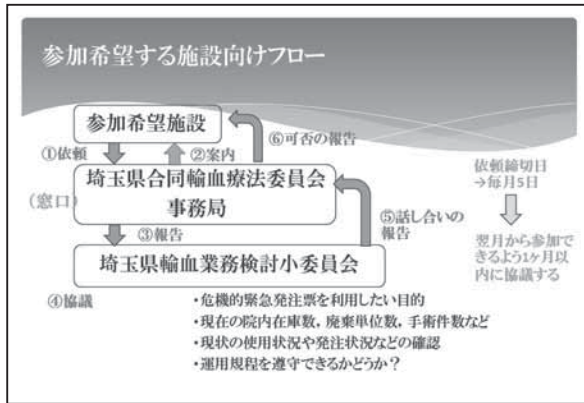 参加希望する施設向けフロー
参加希望施設
①依頼
②案内
⑥可否の報告
(窓口)
埼玉県合同輸血療法委員会
事務局
③報告
⑤話し合いの
報告
埼玉県輸血業務検討小委員会
④協議
・危機的緊急発注票を利用したい目的
・現在の院内在庫数，廃棄単位数，手術件数など
・現状の使用状況や発注状況などの確認
・運用規程を遵守できるかどうか？
依頼締切日
→毎月5日
翌月から参加で
きるよう1ヶ月以
内に協議する